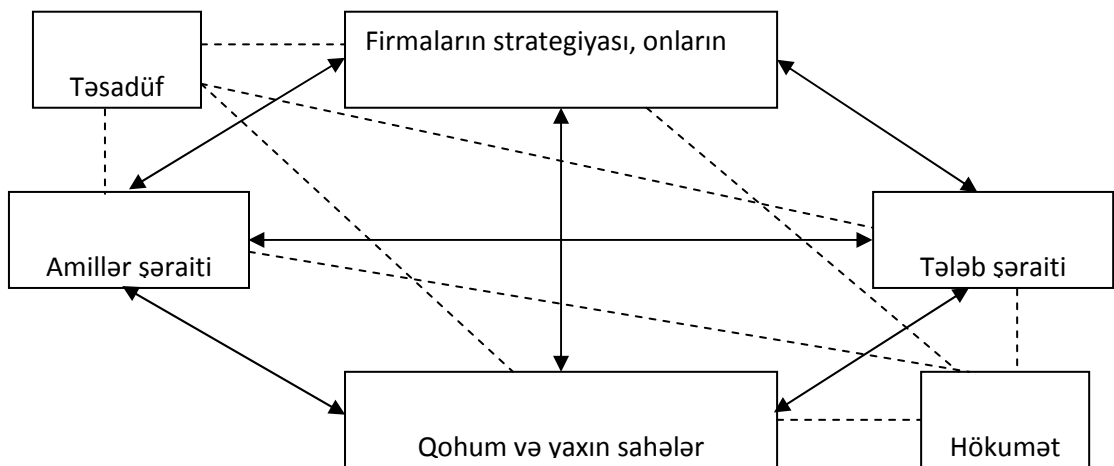 Firmaların strategiyası, onların
Təsadüf
Amillər şəraiti
Tələb şəraiti
Qohum və yaxın sahələr
Hökumət